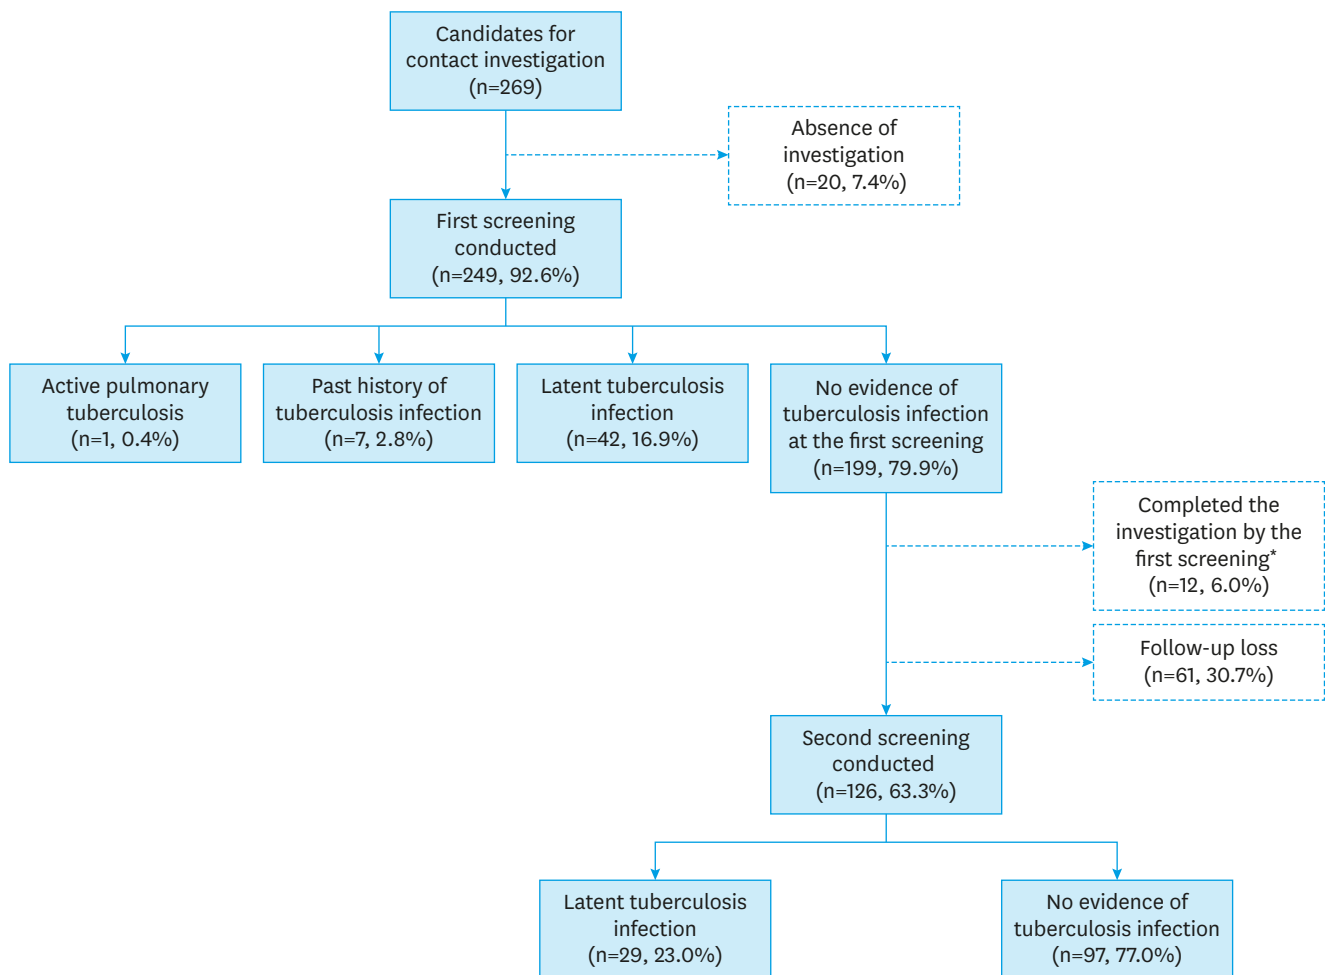 Candidates for
contact investigation
(n=269)
Absence of
investigation
(n=20, 7.4%)
First screening
conducted
(n=249, 92.6%)
Active pulmonary
tuberculosis
(n=1, 0.4%)
Past history of
tuberculosis infection
(n=7, 2.8%)
Latent tuberculosis
infection
(n=42, 16.9%)
No evidence of
tuberculosis infection
at the first screening
(n=199, 79.9%)
Completed the
investigation by the
first screening*
(n=12, 6.0%)
Follow-up loss
(n=61, 30.7%)
Second screening
conducted
(n=126, 63.3%)
Latent tuberculosis
infection
(n=29, 23.0%)
No evidence of
tuberculosis infection
(n=97, 77.0%)